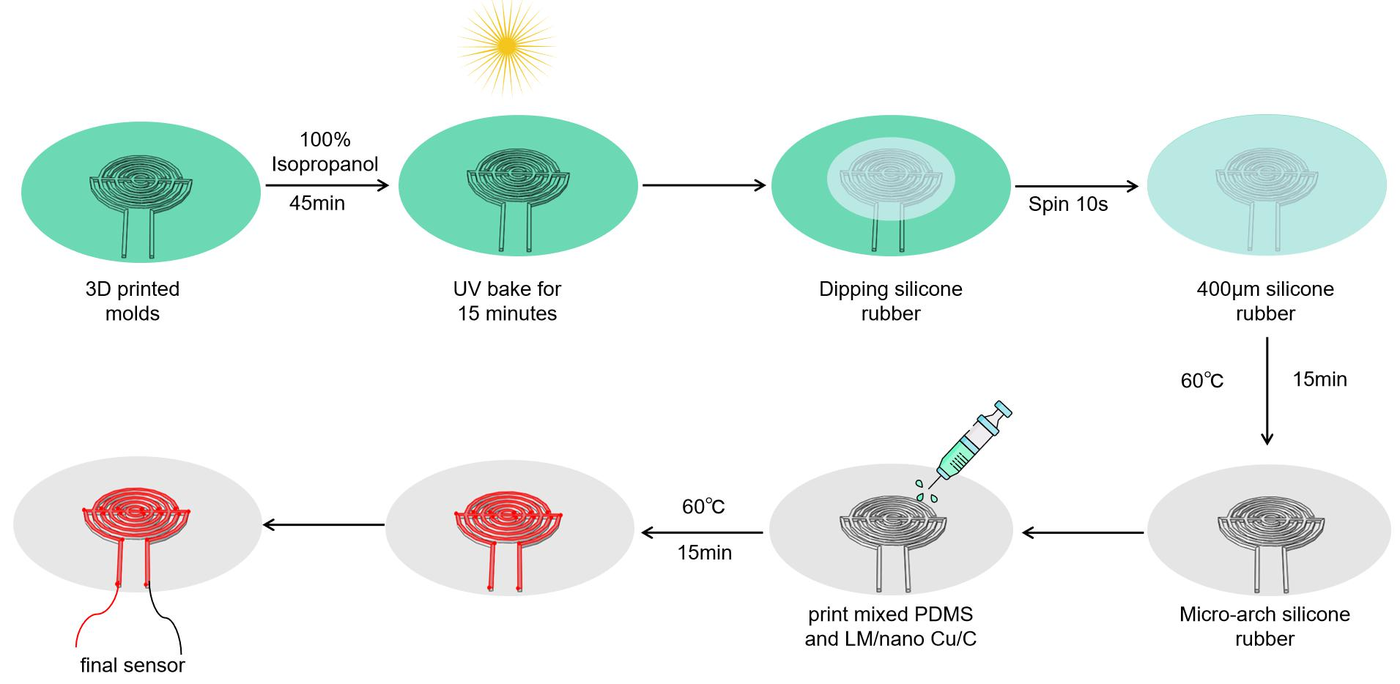 100%
Isopropanol
45min
3D printed
molds
UV bake for
15 minutes
Dipping silicone
rubber
Spin 10s
400μm silicone
rubber
60℃
15min
Micro-arch silicone
rubber
print mixed PDMS
and LM/nano Cu/C
60℃
15min
final sensor